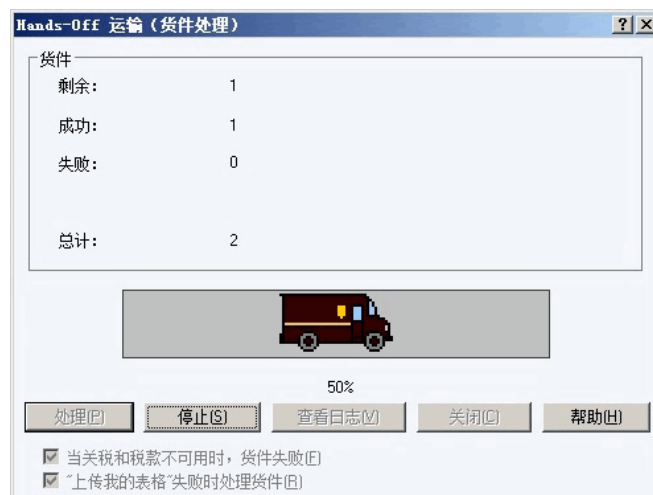 Hands-Off 运输（货件处理）
货件
剩余： 1
成功： 1
失败： 0
总计： 2
50%
处理(P) 停止(S) 查看日志(V) 关闭(C) 帮助(H)
当关税和税款不可用时，货件失败(F)
“上传我的表格”失败时处理货件(R)